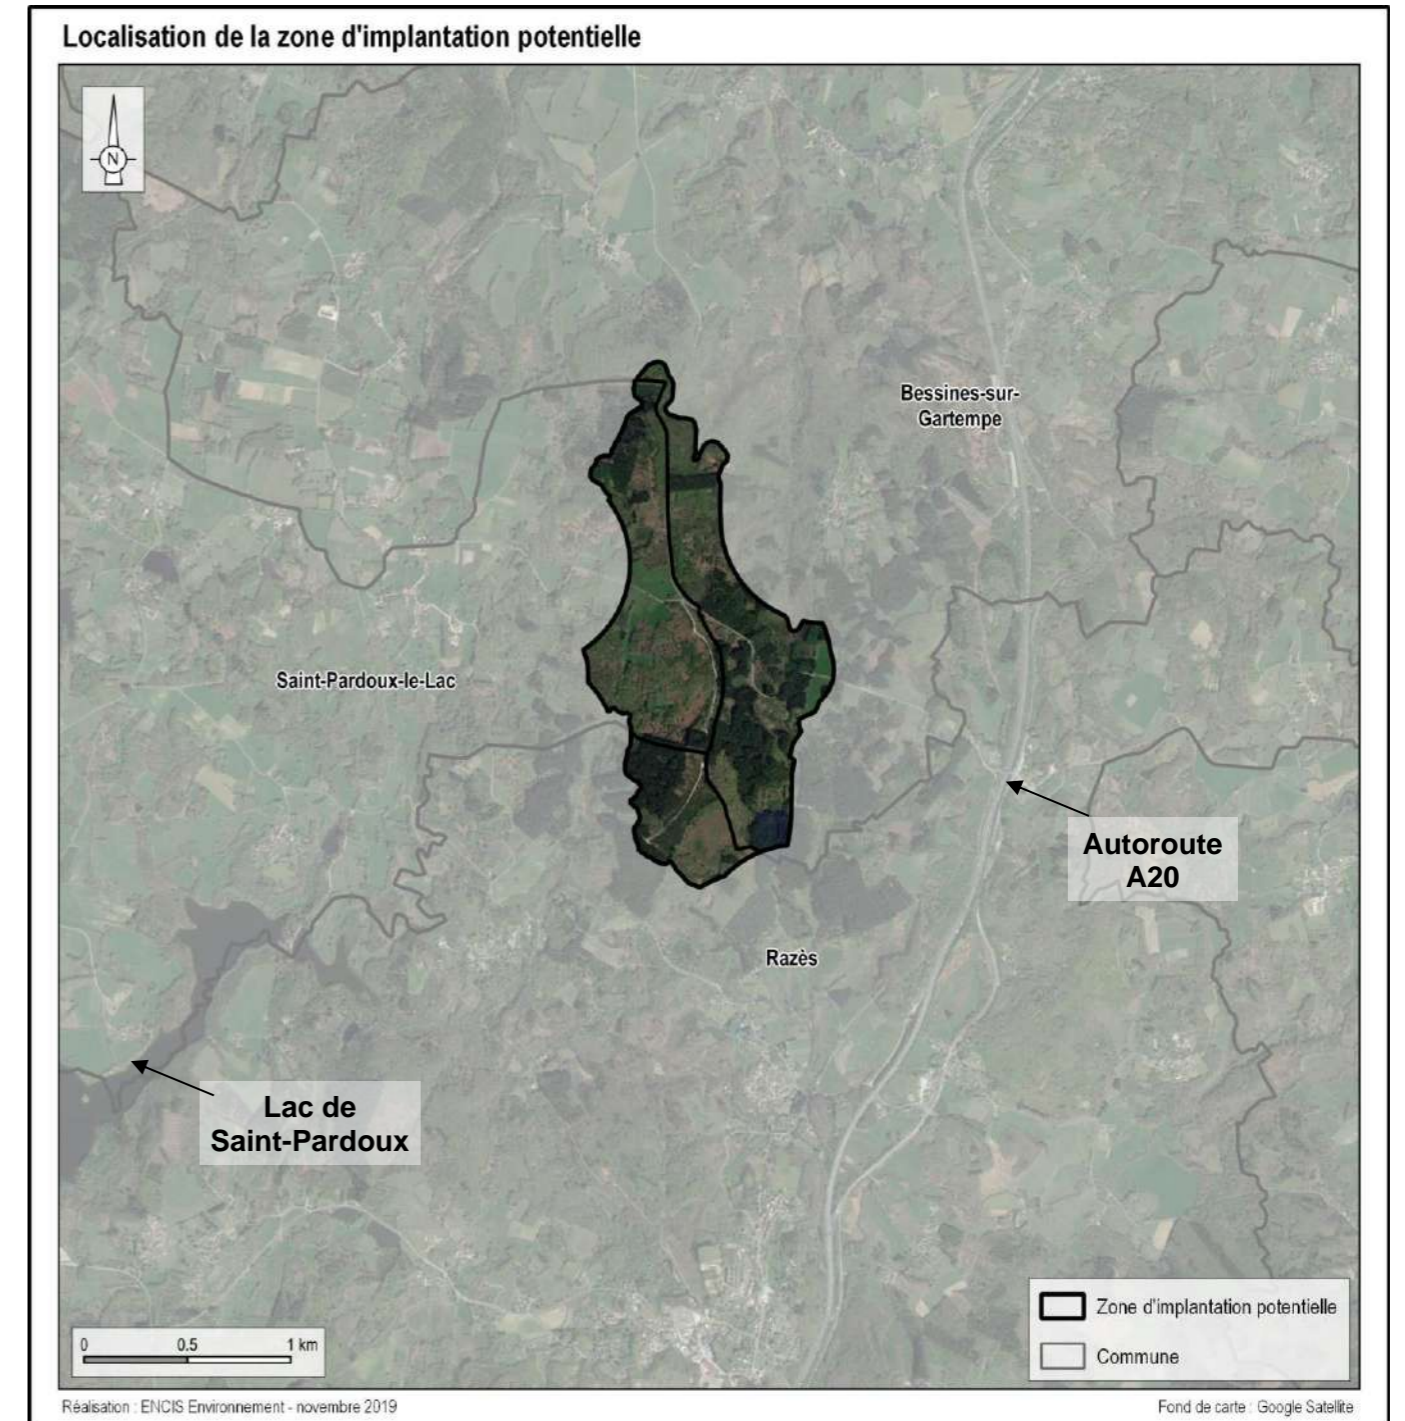 Localisation de la zone d'implantation potentielle
N
Bessines-sur-
Gartempe
Saint-Pardoux-le-Lac
Autoroute
A20
Razès
Lac de
Saint-Pardoux
Zone d'implantation potentielle
Commune
0 0.5 1 km
Réalisation : ENCIS Environnement - novembre 2019
Fond de carte : Google Satellite